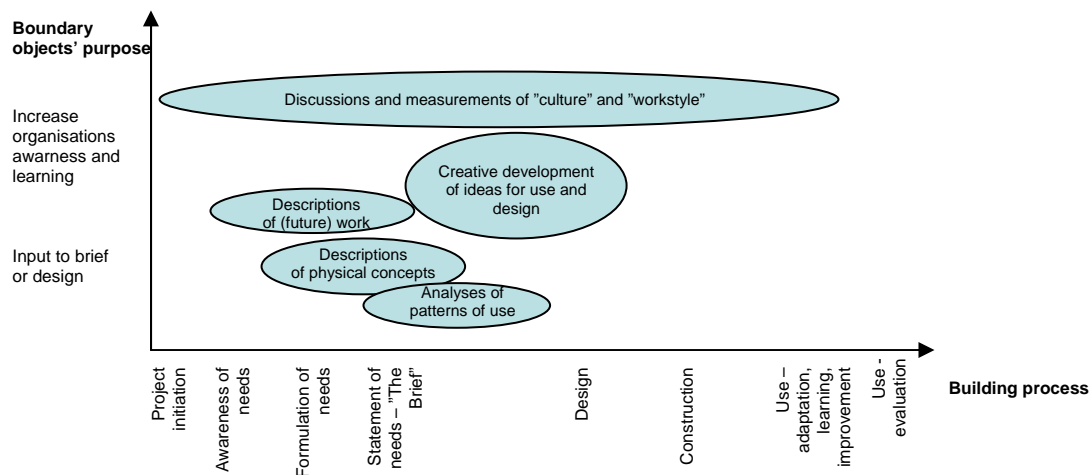 Boundary
objects’ purpose
Discussions and measurements of ”culture” and ”workstyle”
Increase
organisations
awarness and
learning
Creative development
of ideas for use and
design
Descriptions
of (future) work
Input to brief
or design
Descriptions
of physical concepts
Analyses of
patterns of use
Project
initiation
Awareness of
needs
Formulation of
needs
Statement of
needs – ”The
Brief”
Design
Construction
Use –
adaptation,
learning,
improvement
Use -
evaluation
Building process